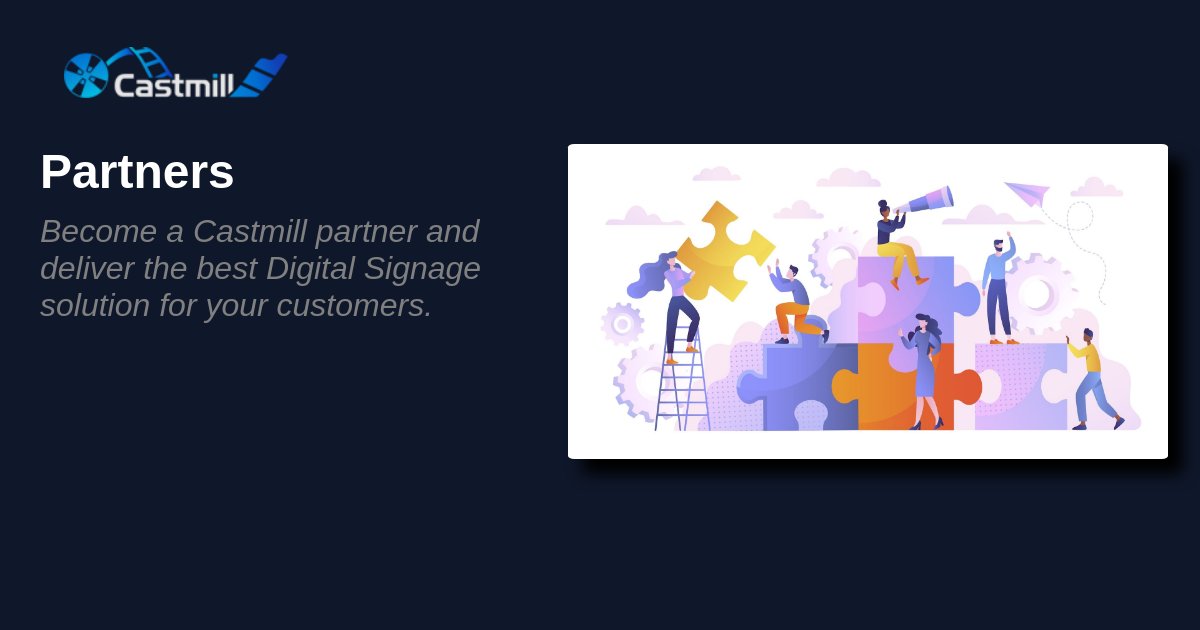 Castmill
Partners
Become a Castmill partner and
deliver the best Digital Signage
solution for your customers.